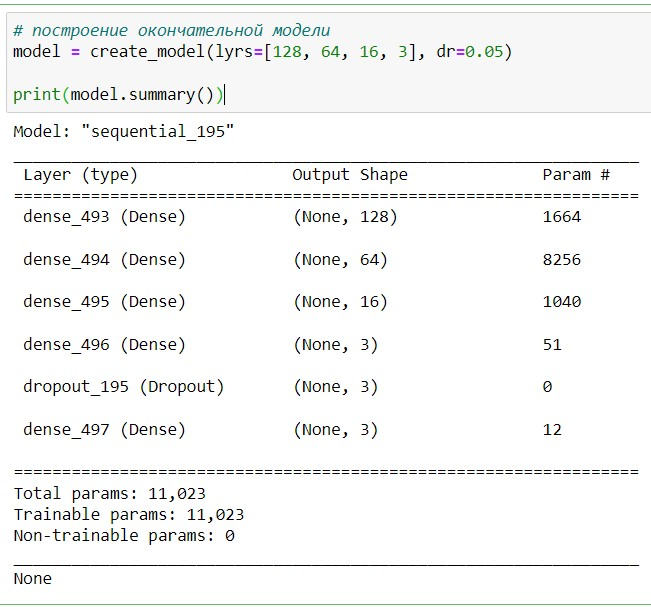 # построение окончательной модели
model = create_model(lyrs=[128, 64, 16, 3], dr=0.05)
print(model.summary())
Model: "sequential_195"
Layer (type) Output Shape Param #
dense_493 (Dense) (None, 128) 1664
dense_494 (Dense) (None, 64) 8256
dense_495 (Dense) (None, 16) 1040
dense_496 (Dense) (None, 3) 51
dropout_195 (Dropout) (None, 3) 0
dense_497 (Dense) (None, 3) 12
Total params: 11,023
Trainable params: 11,023
Non-trainable params: 0
None